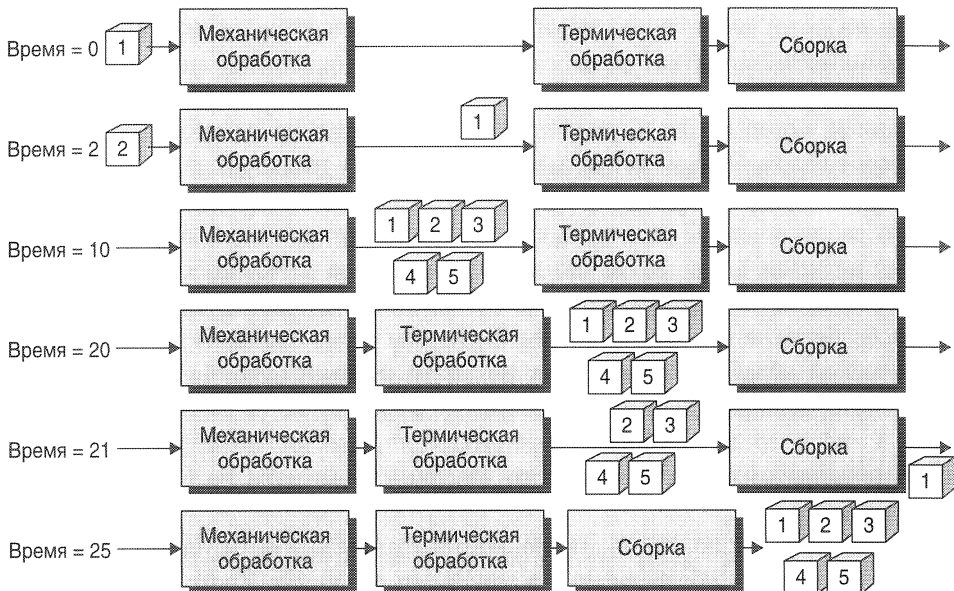 Время = 0
1
Механическая
обработка
Термическая
обработка
Сборка
Время = 2
2
Механическая
обработка
1
Термическая
обработка
Сборка
Время = 10
Механическая
обработка
1 2 3
4 5
Термическая
обработка
Сборка
Время = 20
Механическая
обработка
Термическая
обработка
1 2 3
4 5
Сборка
Время = 21
Механическая
обработка
Термическая
обработка
2 3
4 5
Сборка
1
Время = 25
Механическая
обработка
Термическая
обработка
Сборка
1 2 3
4 5